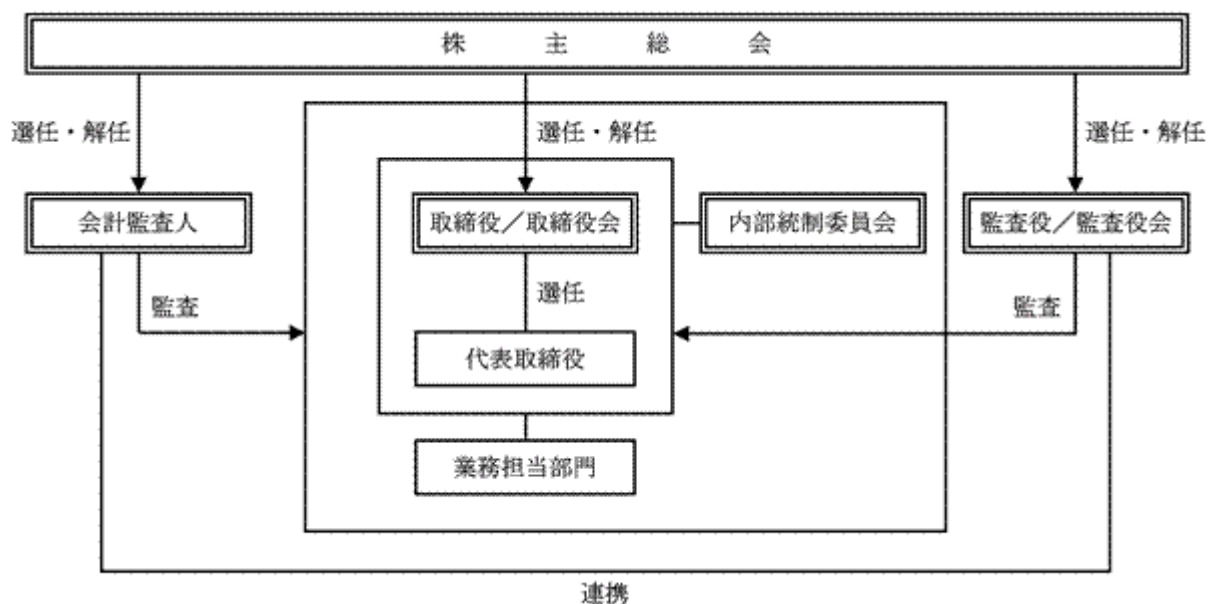 株主総会
選任・解任
選任・解任
選任・解任
会計監査人
取締役／取締役会
内部統制委員会
監査役／監査役会
監査
選任
監査
代表取締役
業務担当部門
連携